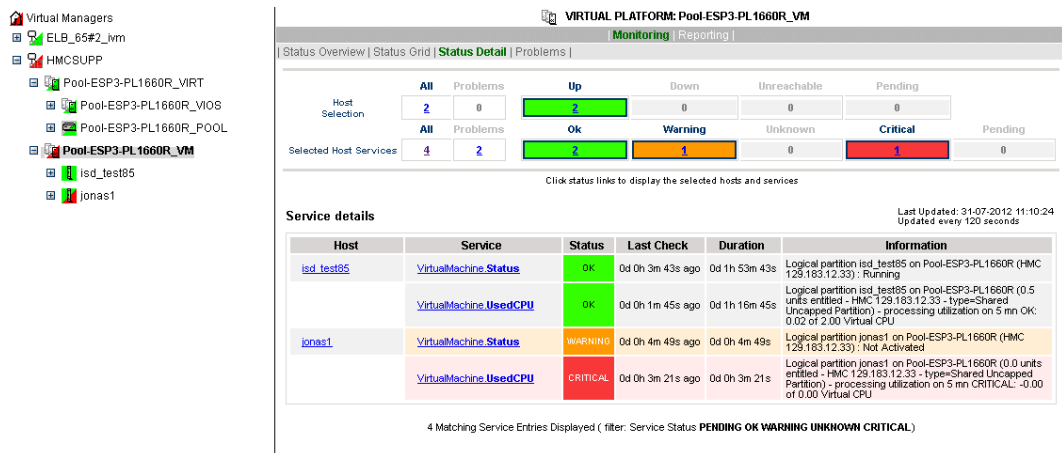 Virtual Managers
ELB_65#2_ivm
HMCSUPP
Pool-ESP3-PL1660R_VIRT
Pool-ESP3-PL1660R_VIOS
Pool-ESP3-PL1660R_POOL
Pool-ESP3-PL1660R_VM
isd_test85
jonas1
VIRTUAL PLATFORM: Pool-ESP3-PL1660R_VM
| Monitoring | Reporting |
| Status Overview | Status Grid | Status Detail | Problems |
All Problems Up Down Unreachable Pending
Host Selection 2 0 2 0 0 0
All Problems Ok Warning Unknown Critical Pending
Selected Host Services 4 2 2 1 0 1 0
Click status links to display the selected hosts and services
Service details
Last Updated: 31-07-2012 11:10:24
Updated every 120 seconds
Host Service Status Last Check Duration Information
isd_test85 VirtualMachine.Status OK 0d 0h 3m 43s ago 0d 1h 53m 43s Logical partition isd_test85 on Pool-ESP3-PL1660R (HMC
129.183.12.33) : Running
VirtualMachine.UsedCPU OK 0d 0h 1m 45s ago 0d 1h 16m 45s Logical partition isd_test85 on Pool-ESP3-PL1660R (0.5
units entitled - HMC 129.183.12.33 - type=Shared
Uncapped Partition) - processing utilization on 5 mn OK:
0.02 of 2.00 Virtual CPU
jonas1 VirtualMachine.Status WARNING 0d 0h 4m 49s ago 0d 0h 4m 49s Logical partition jonas1 on Pool-ESP3-PL1660R (HMC
129.183.12.33) : Not Activated
VirtualMachine.UsedCPU CRITICAL 0d 0h 3m 21s ago 0d 0h 3m 21s Logical partition jonas1 on Pool-ESP3-PL1660R (0.0 units
entitled - HMC 129.183.12.33 - type=Shared Uncapped
Partition) - processing utilization on 5 mn CRITICAL: -0.00
of 0.00 Virtual CPU
4 Matching Service Entries Displayed ( filter: Service Status PENDING OK WARNING UNKNOWN CRITICAL)